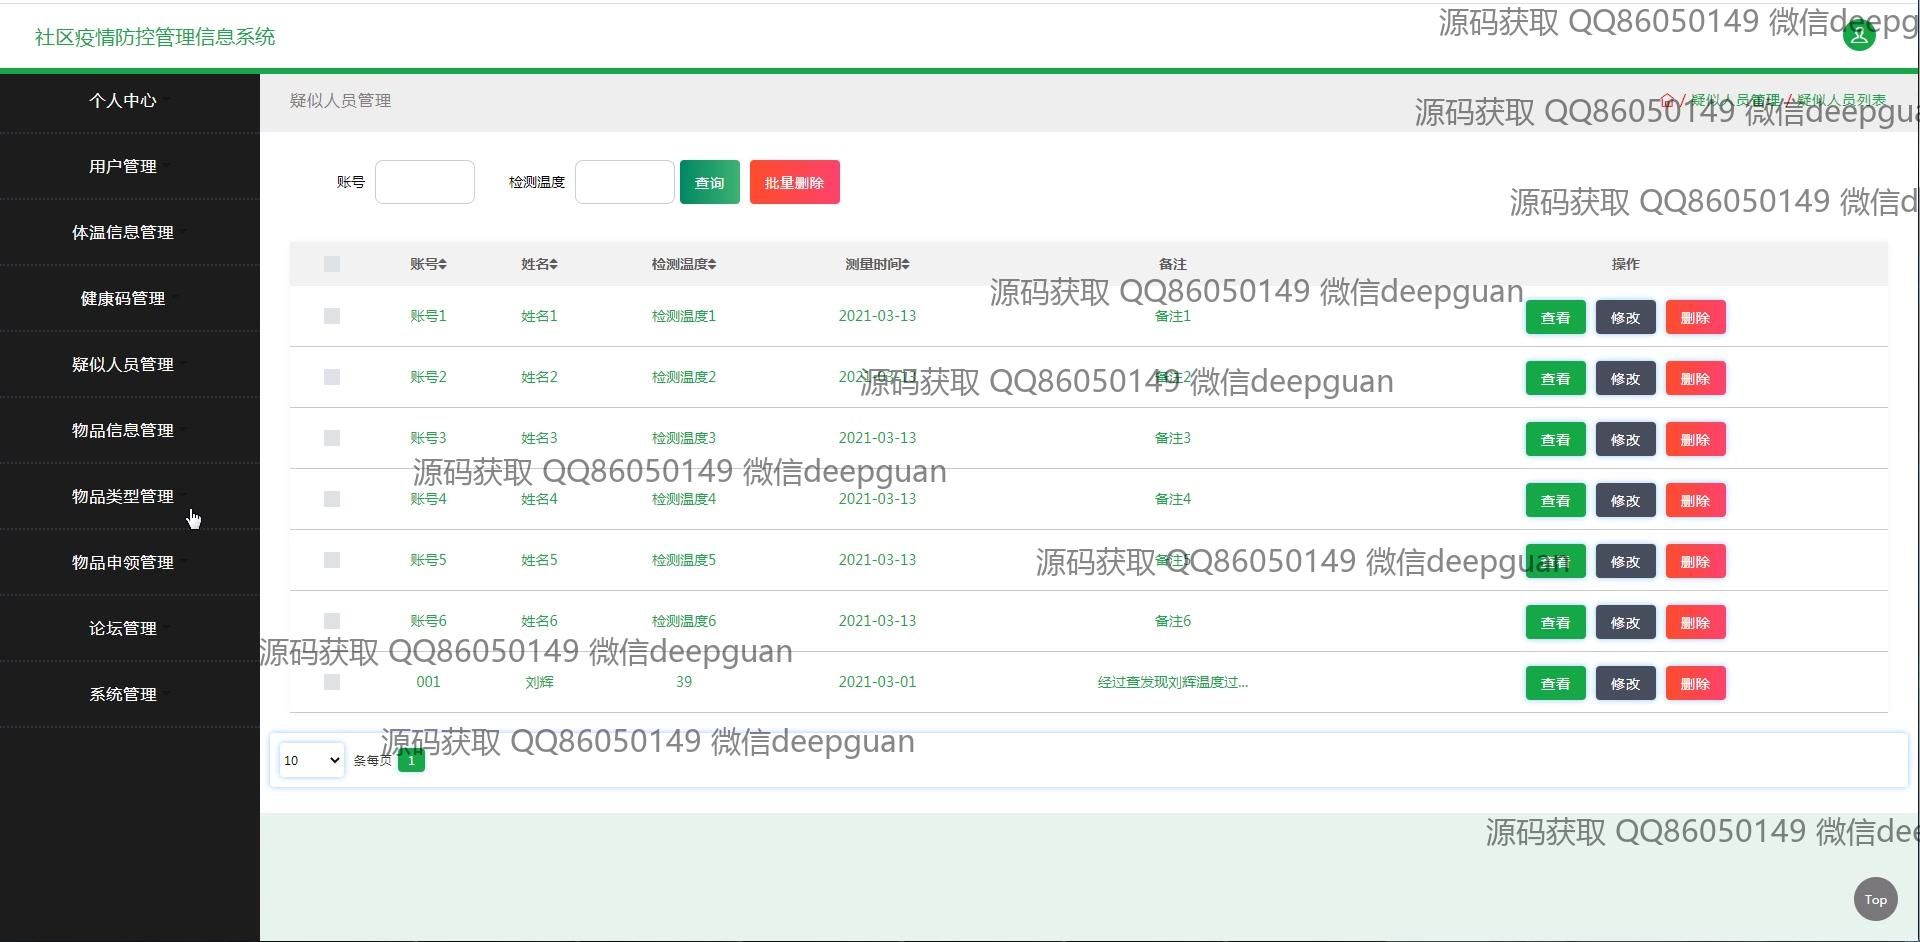 社区疫情防控管理信息系统
源码获取 QQ86050149 微信deepg
个人中心
用户管理
体温信息管理
健康码管理
疑似人员管理
物品信息管理
物品类型管理
物品申领管理
论坛管理
系统管理
疑似人员管理
/ 疑似人员管理 / 疑似人员列表
源码获取 QQ86050149 微信deepgua
账号 检测温度 查询 批量删除
源码获取 QQ86050149 微信d
账号 姓名 检测温度 测量时间 备注 操作
源码获取 QQ86050149 微信deepguan
账号1 姓名1 检测温度1 2021-03-13 备注1 查看 修改 删除
账号2 姓名2 检测温度2 2021-03-13 备注2 查看 修改 删除
源码获取 QQ86050149 微信deepguan
账号3 姓名3 检测温度3 2021-03-13 备注3 查看 修改 删除
源码获取 QQ86050149 微信deepguan
账号4 姓名4 检测温度4 2021-03-13 备注4 查看 修改 删除
账号5 姓名5 检测温度5 2021-03-13 备注5 查看 修改 删除
源码获取 QQ86050149 微信deepguan
账号6 姓名6 检测温度6 2021-03-13 备注6 查看 修改 删除
源码获取 QQ86050149 微信deepguan
001 刘辉 39 2021-03-01 经过查发现刘辉温度过... 查看 修改 删除
源码获取 QQ86050149 微信deepguan
10 条每页 1
源码获取 QQ86050149 微信dee
Top